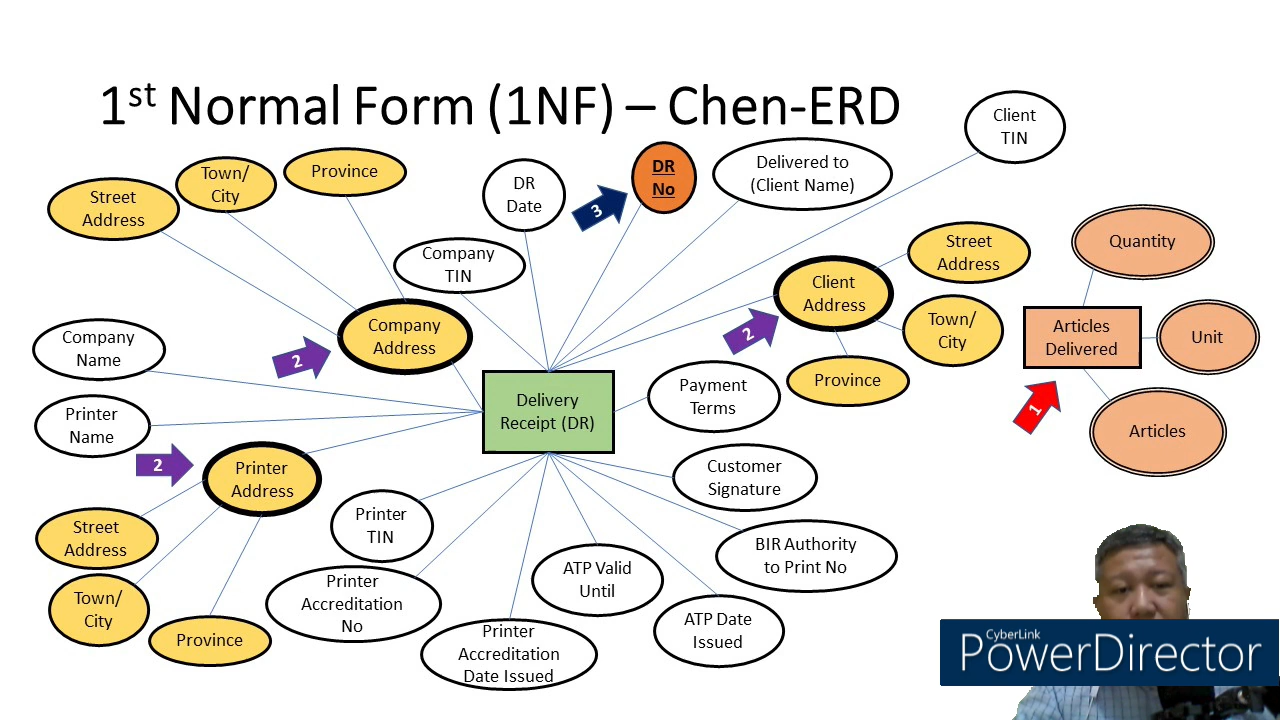 1st Normal Form (1NF) – Chen-ERD
Client
TIN
DR
No
Delivered to
(Client Name)
Province
Town/
City
Street
Address
DR
Date
3
Company
TIN
Street
Address
Quantity
Client
Address
Company
Address
2
2
Town/
City
Articles
Delivered
Unit
Company
Name
Province
Payment
Terms
Delivery
Receipt (DR)
1
Articles
Printer
Name
2
Printer
Address
Customer
Signature
Printer
TIN
Street
Address
BIR Authority
to Print No
ATP Valid
Until
Printer
Accreditation
No
Town/
City
Province
ATP Date
Issued
Printer
Accreditation
Date Issued
CyberLink
PowerDirector